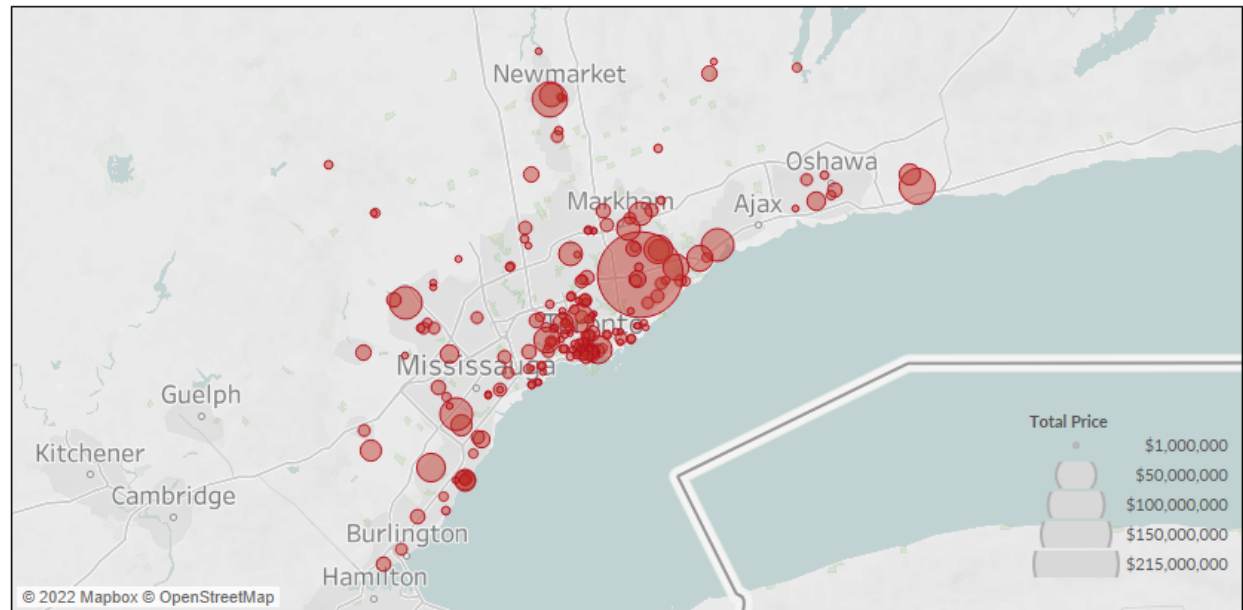 Newmarket
Oshawa
Markham
Ajax
Toronto
Mississauga
Guelph
Kitchener
Cambridge
Burlington
Hamilton
Total Price
$1,000,000
$50,000,000
$100,000,000
$150,000,000
$215,000,000
© 2022 Mapbox © OpenStreetMap